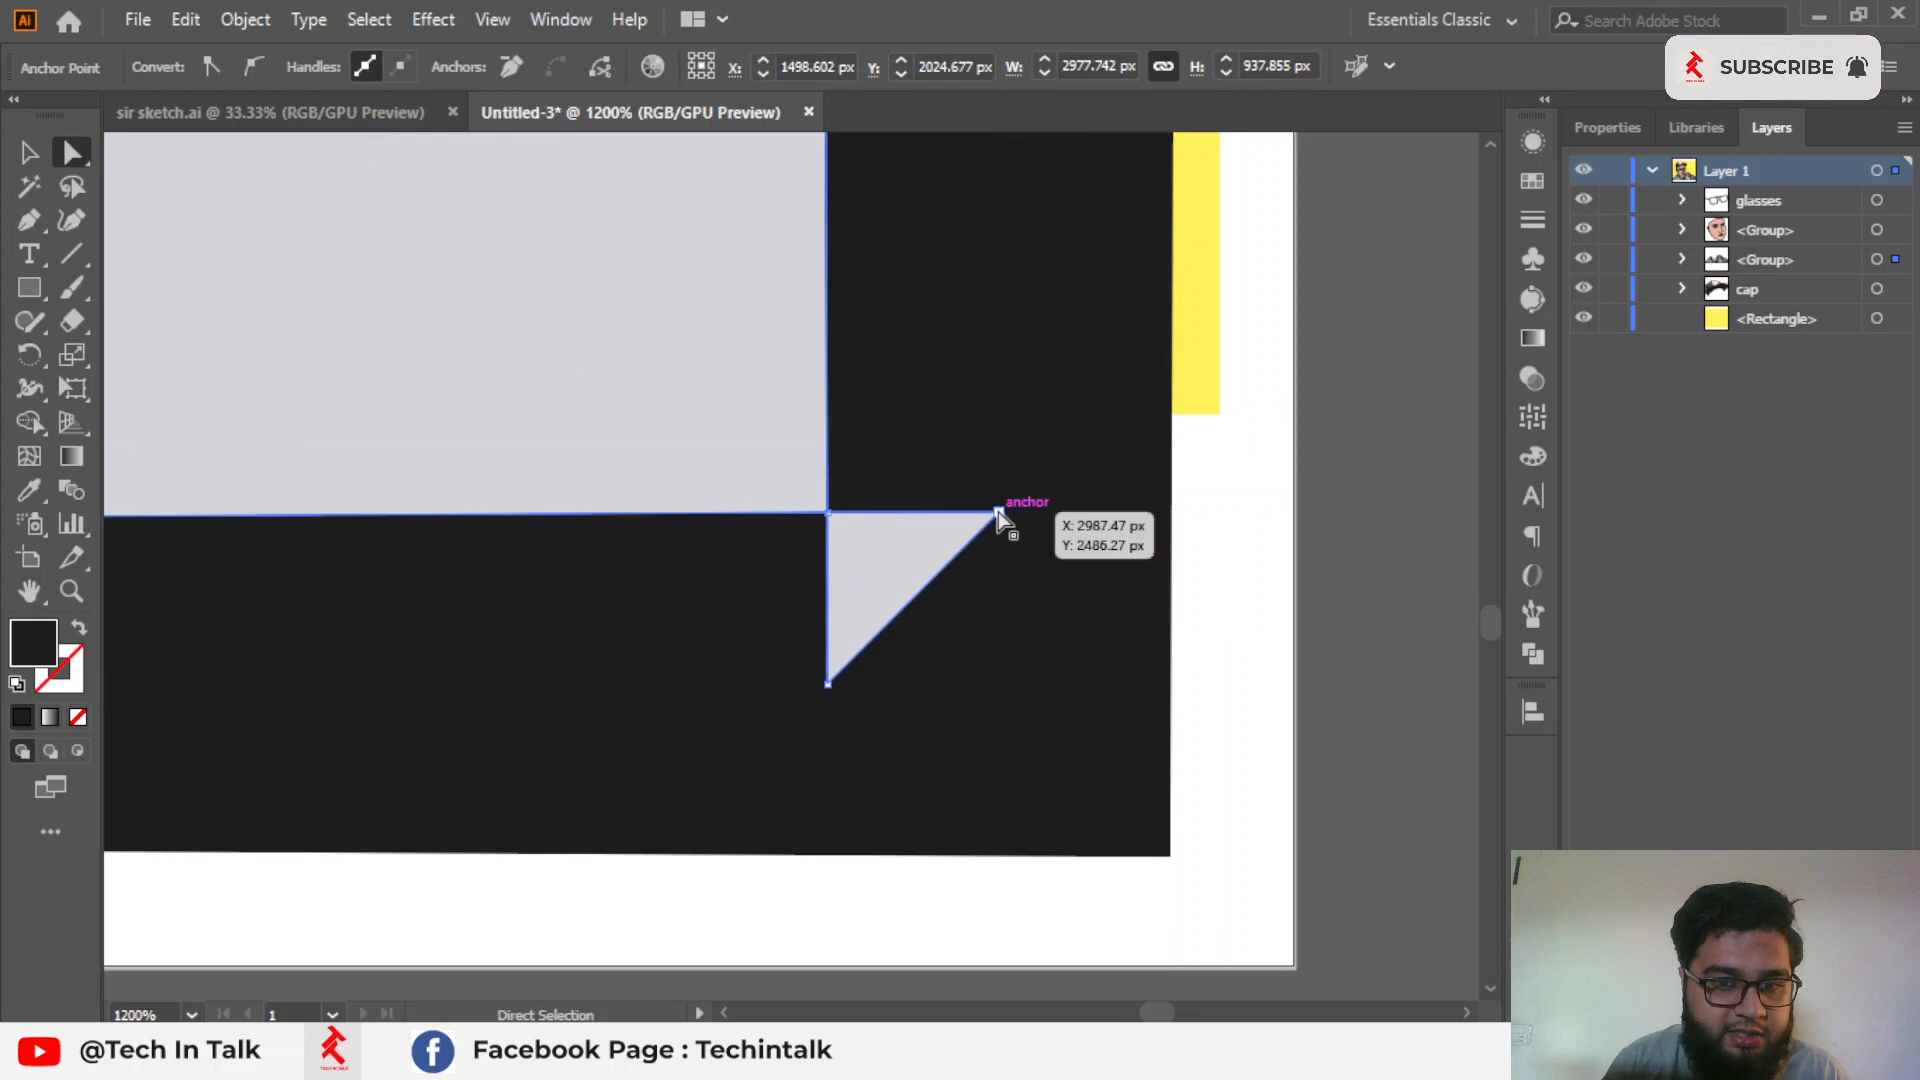 File Edit Object Type Select Effect View Window Help
Essentials Classic
Search Adobe Stock
Anchor Point Convert: Handles: Anchors: X: 1498.602 px Y: 2024.677 px W: 2977.742 px H: 937.855 px
SUBSCRIBE
sir sketch.ai @ 33.33% (RGB/GPU Preview)
Untitled-3* @ 1200% (RGB/GPU Preview)
Properties Libraries Layers
Layer 1
glasses
<Group>
<Group>
cap
<Rectangle>
anchor
X: 2987.47 px
Y: 2486.27 px
1200%
1
Direct Selection
@Tech In Talk
Facebook Page : Techintalk